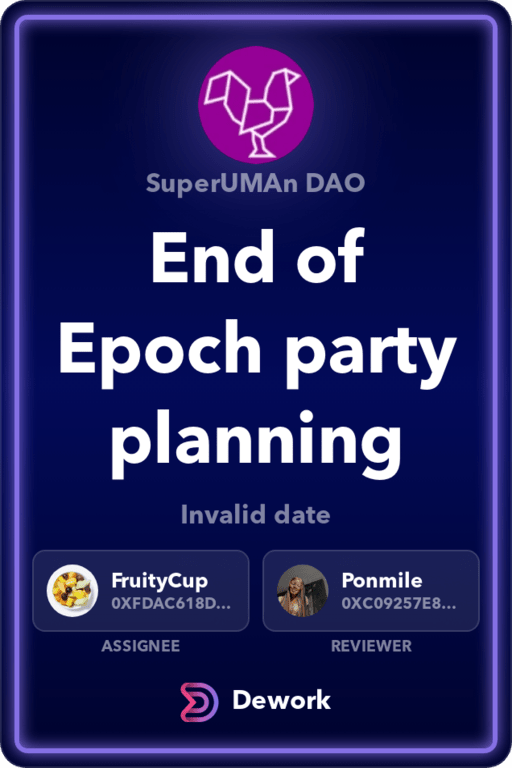 SuperUMAn DAO
End of
Epoch party
planning
Invalid date
FruityCup
0XFDAC618D...
ASSIGNEE
Ponmile
0XC09257E8...
REVIEWER
Dework